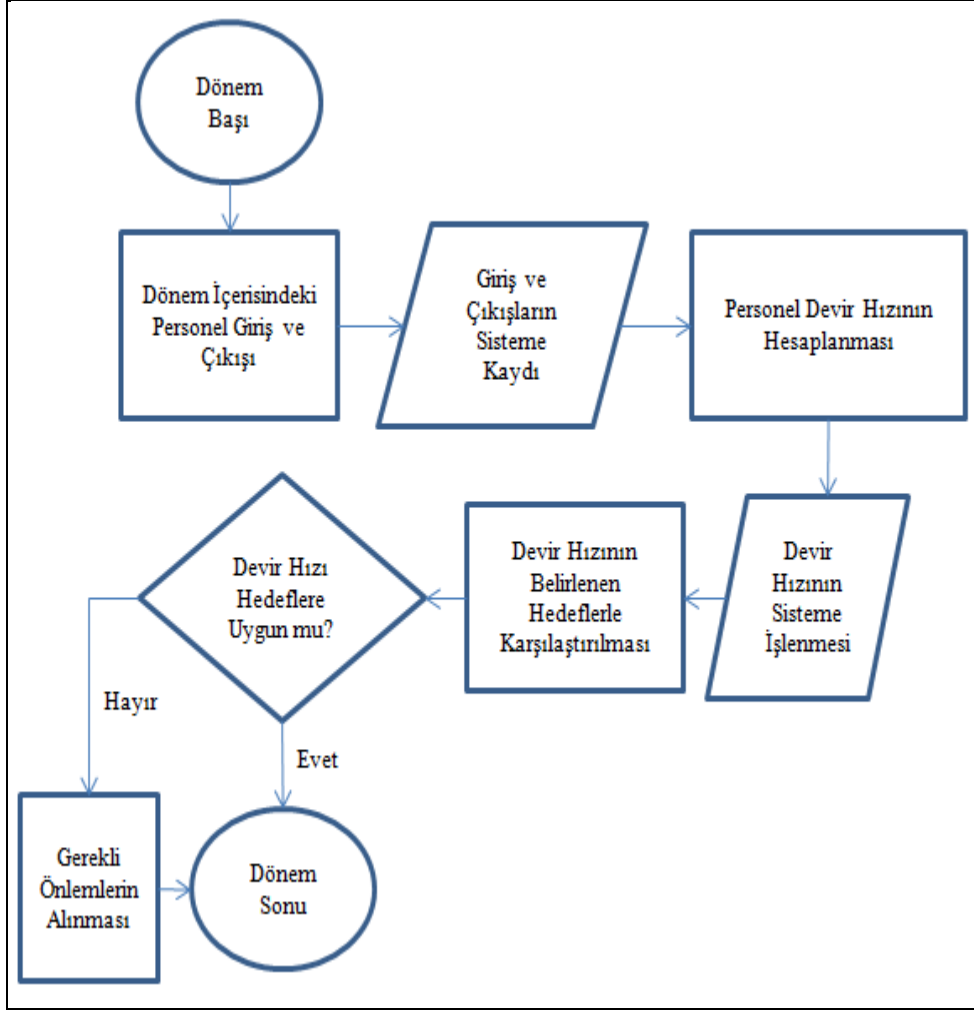 Dönem
Başı
Dönem İçerisindeki
Personel Giriş ve
Çıkışı
Giriş ve
Çıkışların
Sisteme
Kaydı
Personel Devir Hızının
Hesaplanması
Devir
Hızının
Sisteme
İşlenmesi
Devir Hızının
Belirlenen
Hedeflerle
Karşılaştırılması
Devir Hızı
Hedeflere
Uygun mu?
Hayır
Evet
Gerekli
Önlemlerin
Alınması
Dönem
Sonu